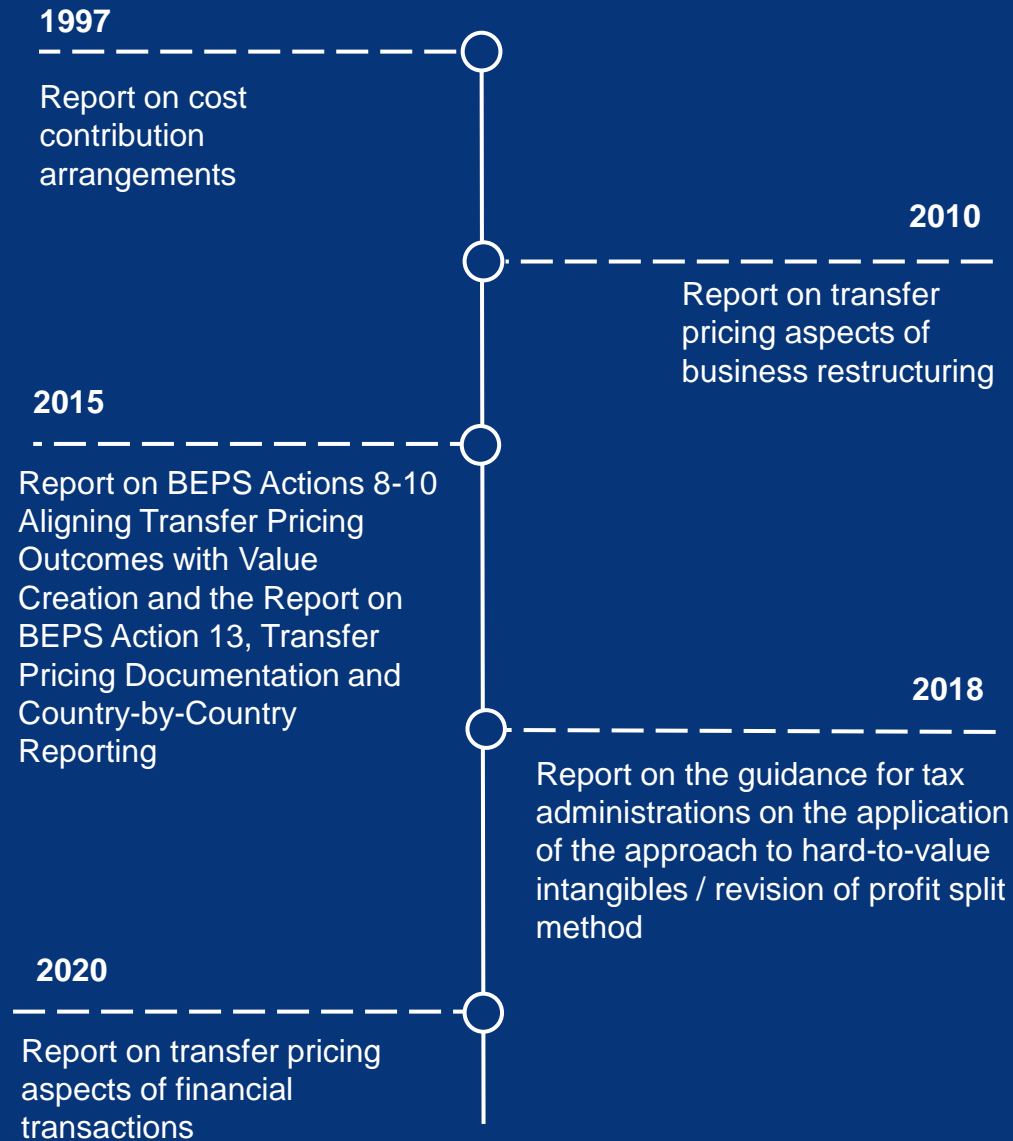 1997
Report on cost
contribution
arrangements
2010
Report on transfer
pricing aspects of
business restructuring
2015
Report on BEPS Actions 8-10
Aligning Transfer Pricing
Outcomes with Value
Creation and the Report on
BEPS Action 13, Transfer
Pricing Documentation and
Country-by-Country
Reporting
2018
Report on the guidance for tax
administrations on the application
of the approach to hard-to-value
intangibles / revision of profit split
method
2020
Report on transfer pricing
aspects of financial
transactions